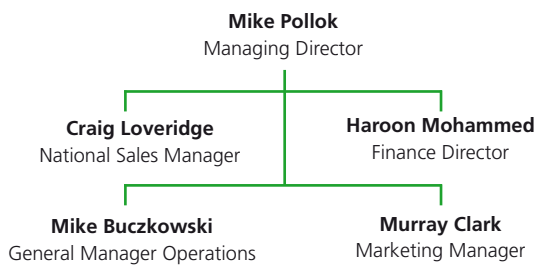 Mike Pollok
Managing Director
Craig Loveridge
National Sales Manager
Haroon Mohammed
Finance Director
Mike Buczkowski
General Manager Operations
Murray Clark
Marketing Manager